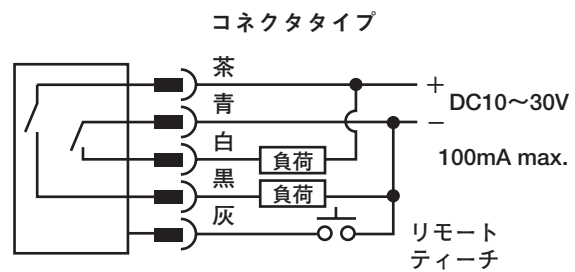 コネクタタイプ
茶
+
DC10〜30V
青
−
白
負荷
100mA max.
黒
負荷
灰
リモート
ティーチ